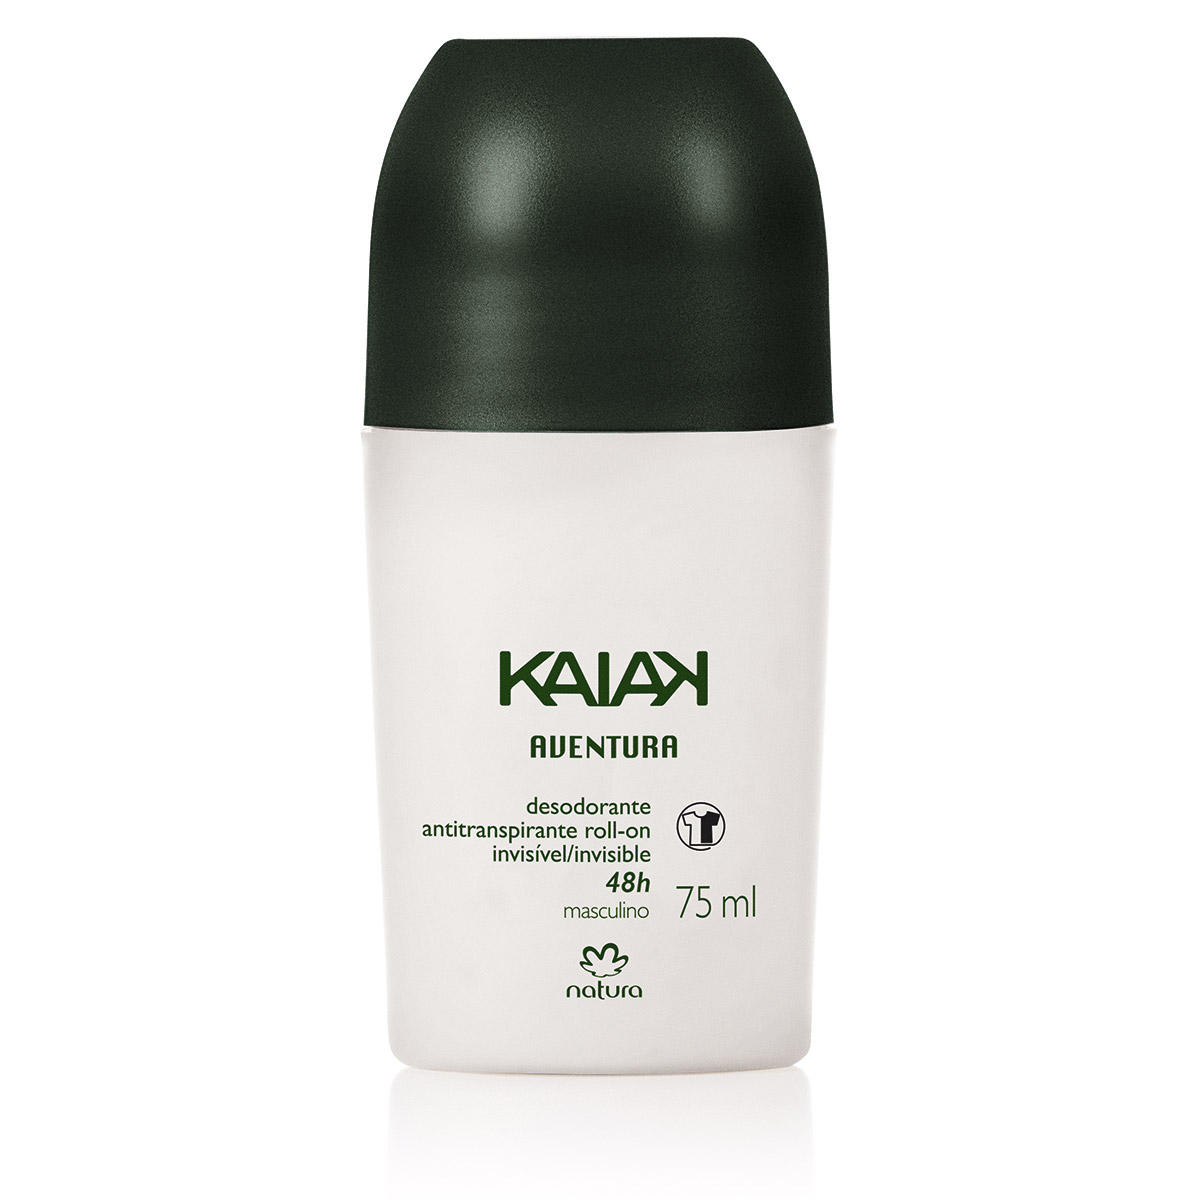 KAIAK
AVENTURA
desodorante
antitranspirante roll-on
invisível/invisible
48h
masculino
75 ml
natura